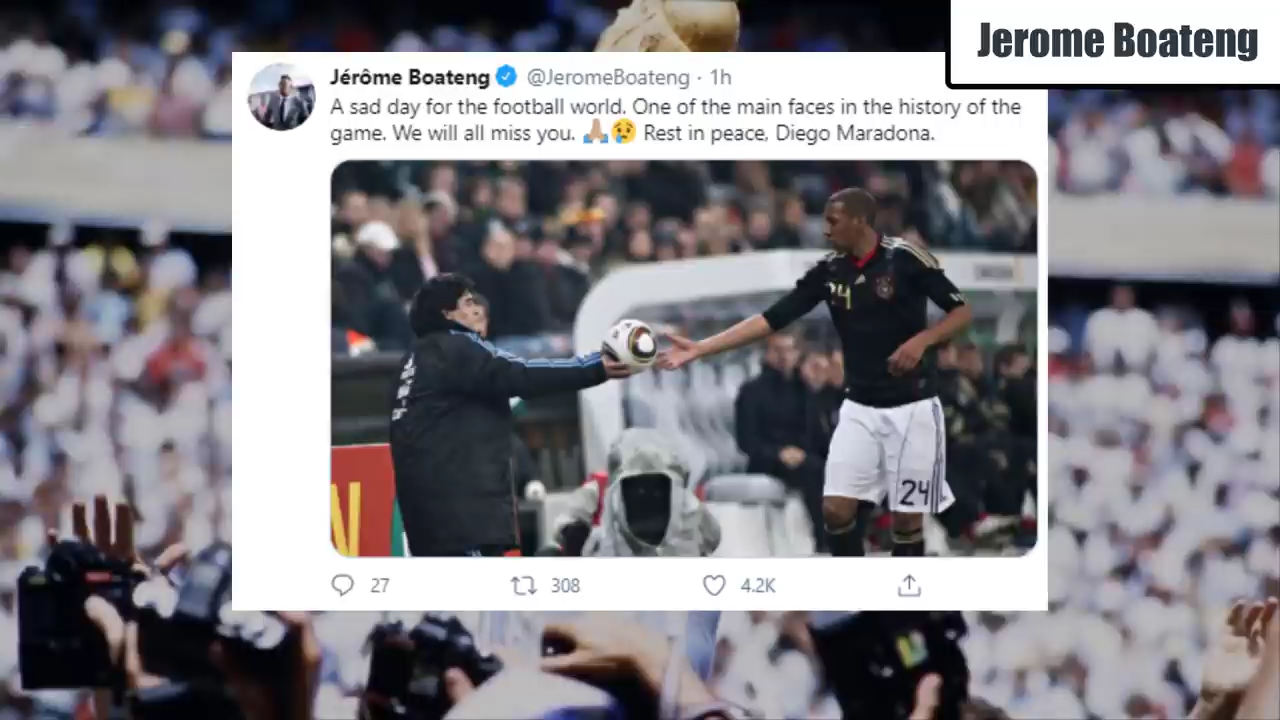 Jerome Boateng
Jérôme Boateng @JeromeBoateng · 1h
A sad day for the football world. One of the main faces in the history of the
game. We will all miss you. 🙏🏽😢 Rest in peace, Diego Maradona.
24
24
27 308 4.2K